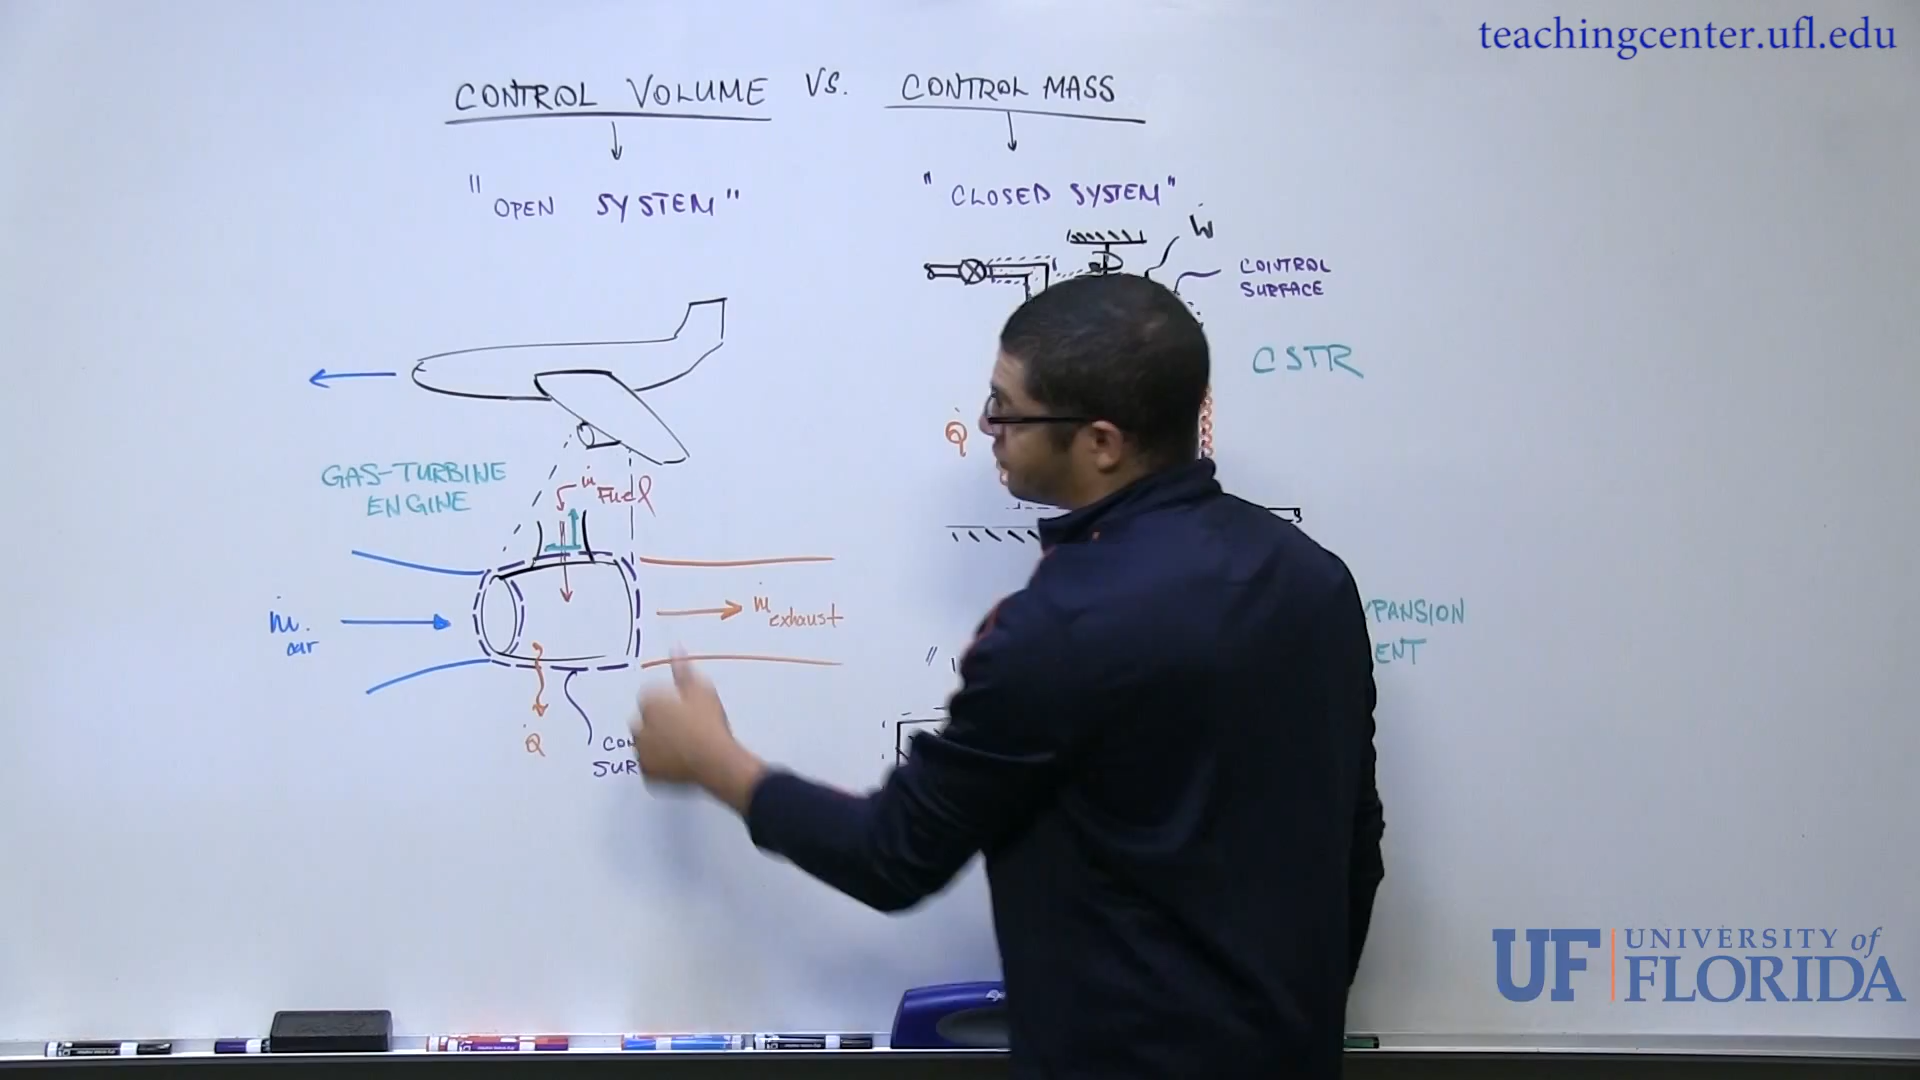 teachingcenter.ufl.edu
CONTROL VOLUME VS. CONTROL MASS
"OPEN SYSTEM"
"CLOSED SYSTEM"
Ẇ
CONTROL
SURFACE
CSTR
Q̇
GAS-TURBINE
ENGINE
ṁ Fuel
ṁ air
ṁ exhaust
Q̇
PANSION
ENT
UF UNIVERSITY of
FLORIDA